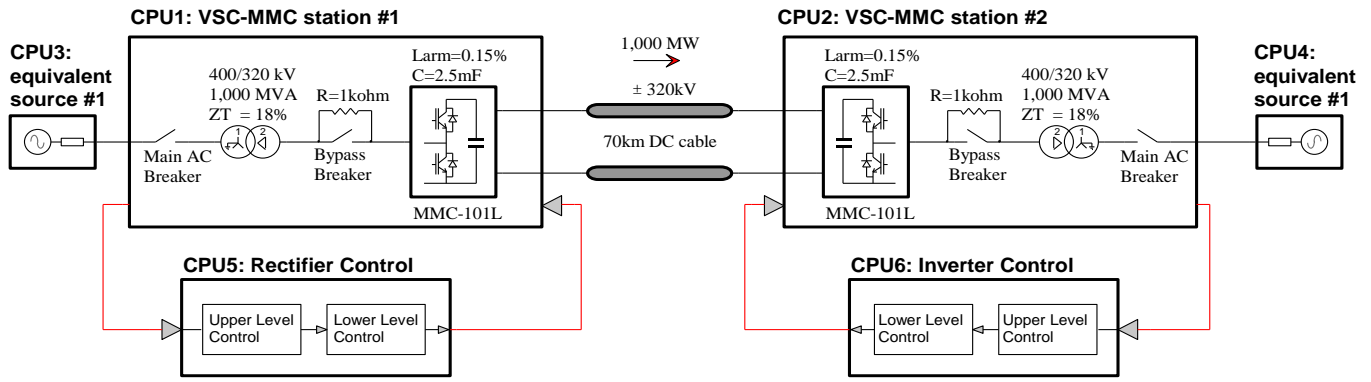 CPU1: VSC-MMC station #1
CPU2: VSC-MMC station #2
CPU3:
equivalent
source #1
400/320 kV
1,000 MVA
ZT = 18%
1
2
Main AC
Breaker
R=1kohm
Bypass
Breaker
Larm=0.15%
C=2.5mF
MMC-101L
1,000 MW
± 320kV
70km DC cable
Larm=0.15%
C=2.5mF
MMC-101L
R=1kohm
Bypass
Breaker
400/320 kV
1,000 MVA
ZT = 18%
2
1
Main AC
Breaker
CPU4:
equivalent
source #1
CPU5: Rectifier Control
Upper Level
Control
Lower Level
Control
CPU6: Inverter Control
Lower Level
Control
Upper Level
Control